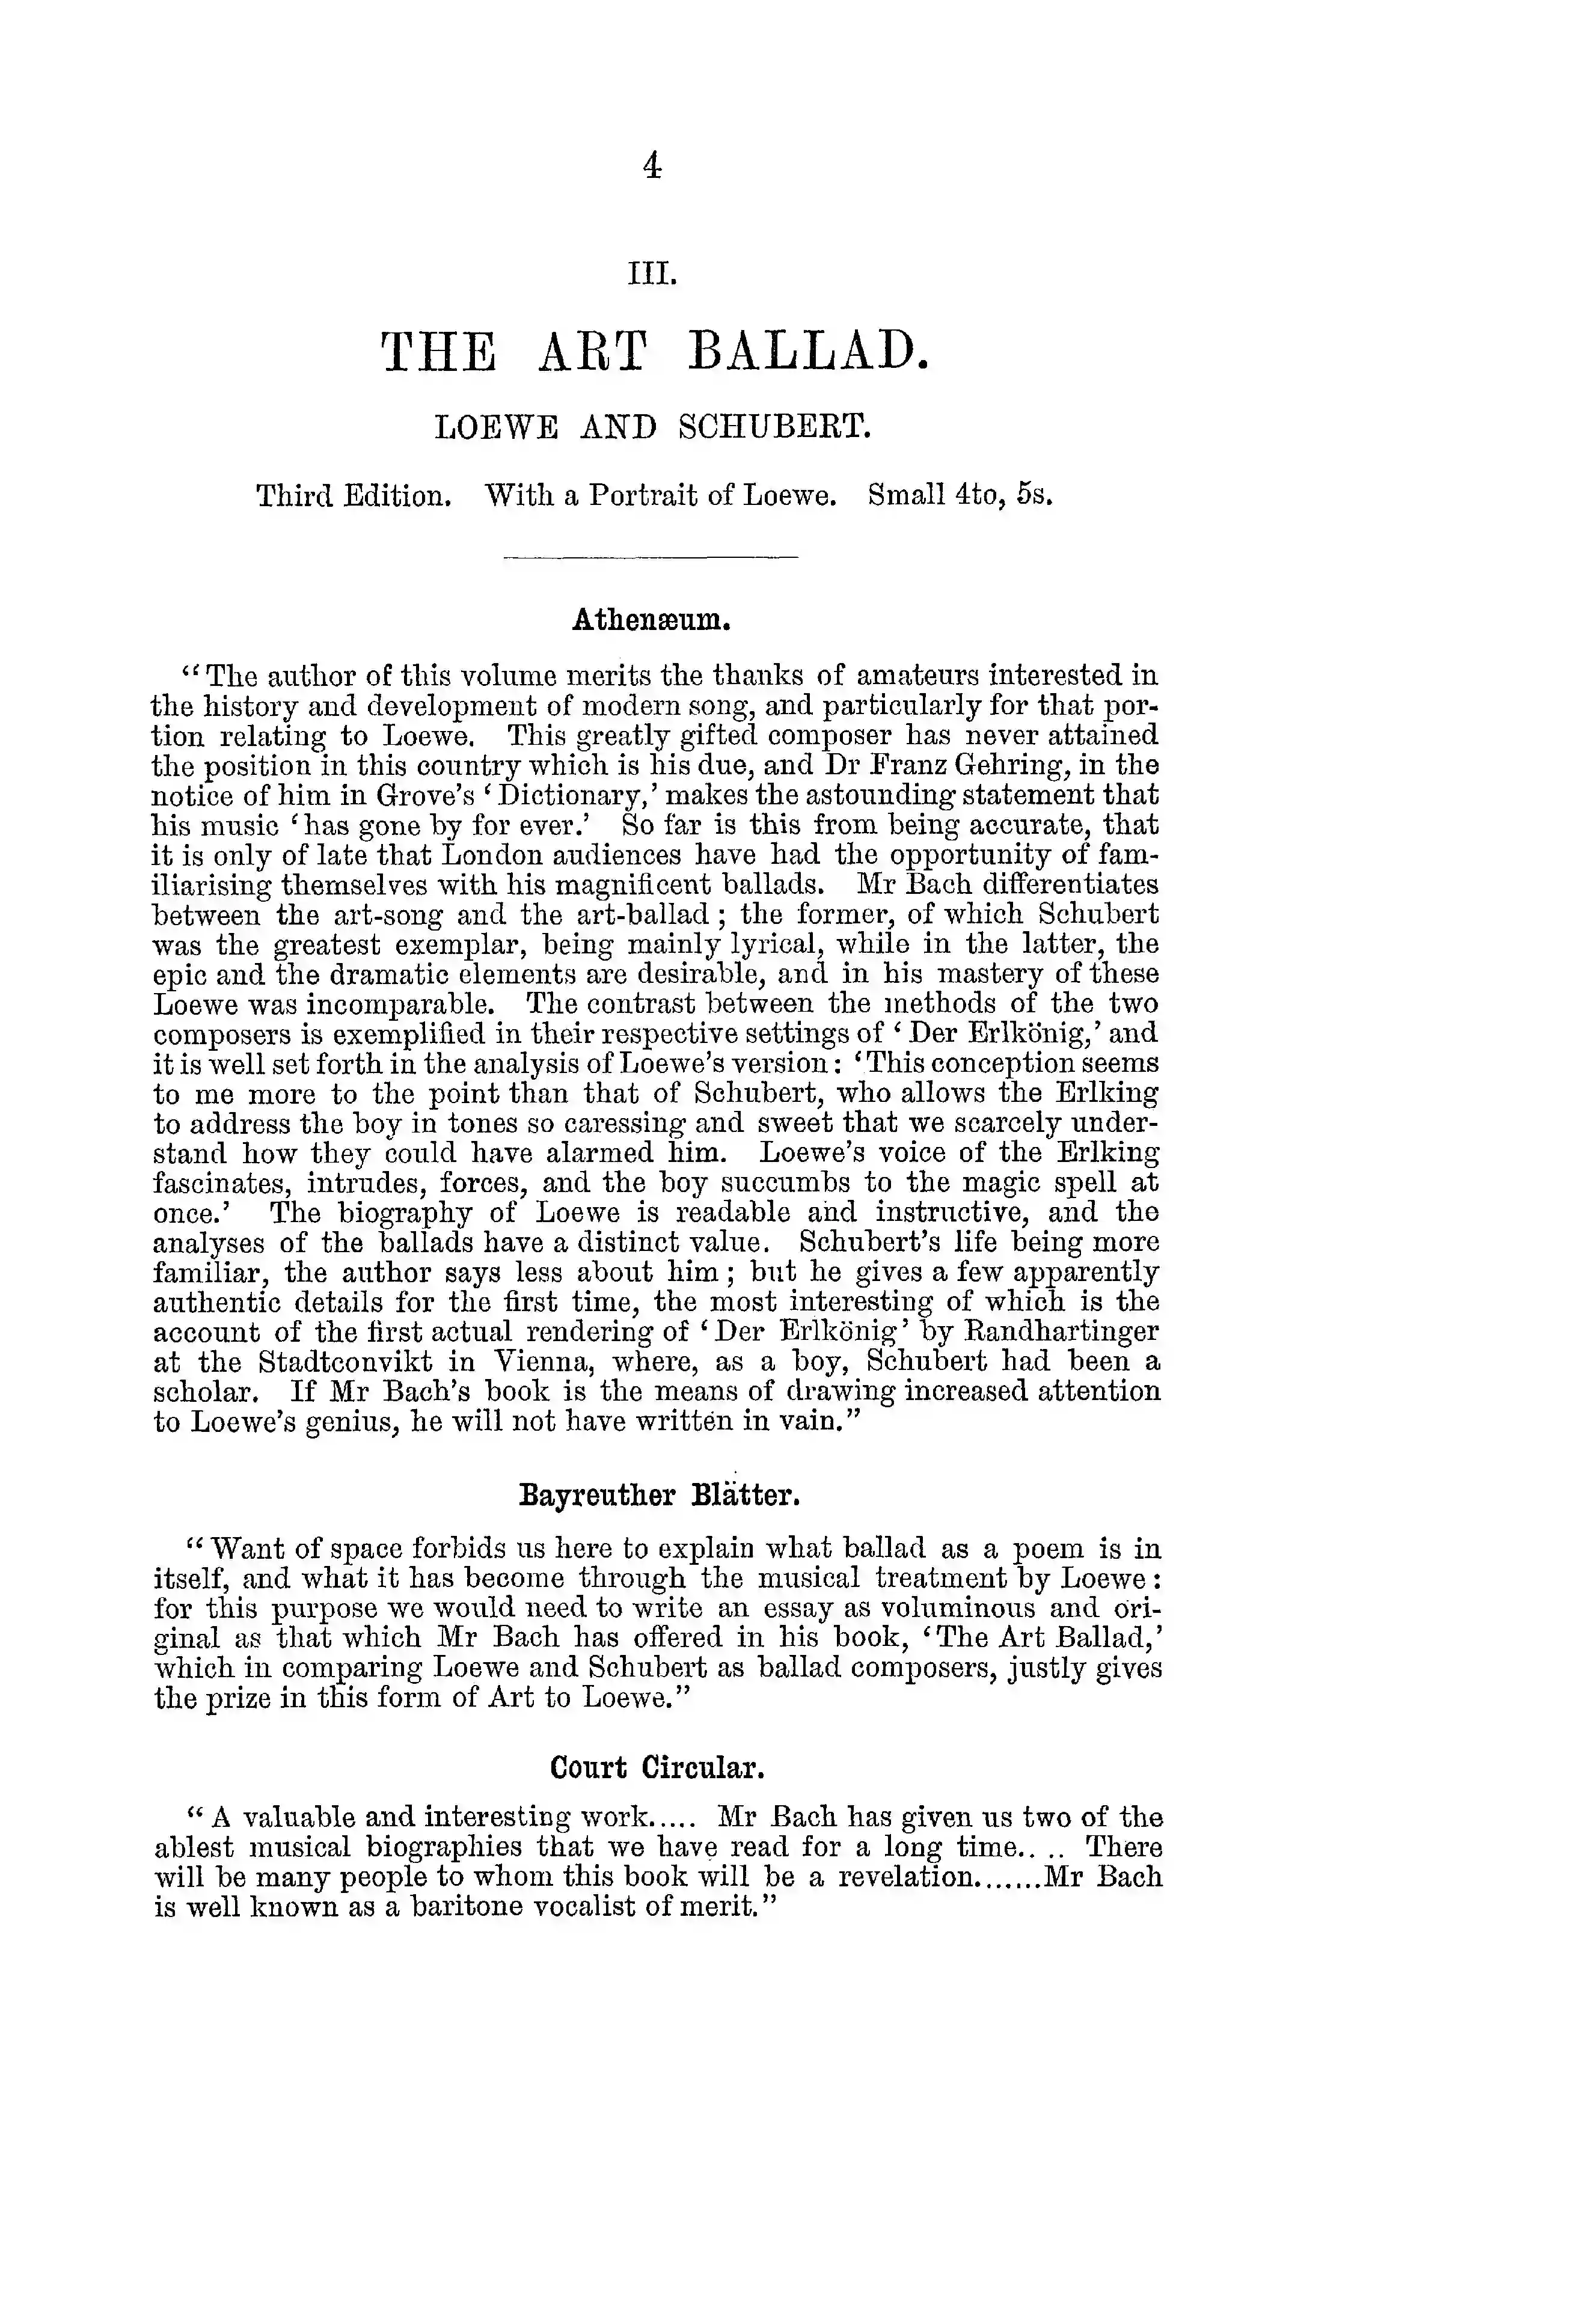 4
III.
THE ART BALLAD.
LOEWE AND SCHUBERT.
Third Edition. With a Portrait of Loewe. Small 4to, 5s.
Athenæum.
“The author of this volume merits the thanks of amateurs interested in
the history and development of modern song, and particularly for that por-
tion relating to Loewe. This greatly gifted composer has never attained
the position in this country which is his due, and Dr Franz Gehring, in the
notice of him in Grove’s ‘Dictionary,’ makes the astounding statement that
his music ‘has gone by for ever.’ So far is this from being accurate, that
it is only of late that London audiences have had the opportunity of fam-
iliarising themselves with his magnificent ballads. Mr Bach differentiates
between the art-song and the art-ballad; the former, of which Schubert
was the greatest exemplar, being mainly lyrical, while in the latter, the
epic and the dramatic elements are desirable, and in his mastery of these
Loewe was incomparable. The contrast between the methods of the two
composers is exemplified in their respective settings of ‘Der Erlkönig,’ and
it is well set forth in the analysis of Loewe’s version: ‘This conception seems
to me more to the point than that of Schubert, who allows the Erlking
to address the boy in tones so caressing and sweet that we scarcely under-
stand how they could have alarmed him. Loewe’s voice of the Erlking
fascinates, intrudes, forces, and the boy succumbs to the magic spell at
once.’ The biography of Loewe is readable and instructive, and the
analyses of the ballads have a distinct value. Schubert’s life being more
familiar, the author says less about him; but he gives a few apparently
authentic details for the first time, the most interesting of which is the
account of the first actual rendering of ‘Der Erlkönig’ by Randhartinger
at the Stadtconvikt in Vienna, where, as a boy, Schubert had been a
scholar. If Mr Bach’s book is the means of drawing increased attention
to Loewe’s genius, he will not have written in vain.”
Bayreuther Blätter.
“Want of space forbids us here to explain what ballad as a poem is in
itself, and what it has become through the musical treatment by Loewe:
for this purpose we would need to write an essay as voluminous and ori-
ginal as that which Mr Bach has offered in his book, ‘The Art Ballad,’
which in comparing Loewe and Schubert as ballad composers, justly gives
the prize in this form of Art to Loewe.”
Court Circular.
“A valuable and interesting work..... Mr Bach has given us two of the
ablest musical biographies that we have read for a long time.. .. There
will be many people to whom this book will be a revelation.......Mr Bach
is well known as a baritone vocalist of merit.”